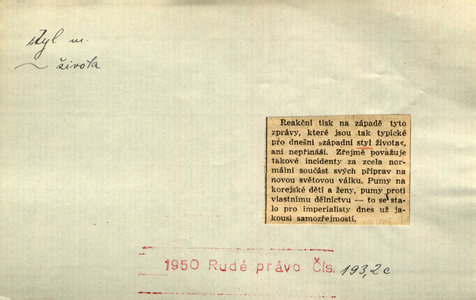 styl m.
~ života
Reakční tisk na západě tyto
zprávy, které jsou tak typické
pro dnešní »západní styl života«,
ani nepřináší. Zřejmě považuje
takové incidenty za zcela nor-
mální součást svých příprav na
novou světovou válku. Pumy na
korejské děti a ženy, pumy proti
vlastnímu dělnictvu — to se sta-
lo pro imperialisty dnes už ja-
kousi samozřejmostí.
1950 Rudé právo Čís. 193,2c